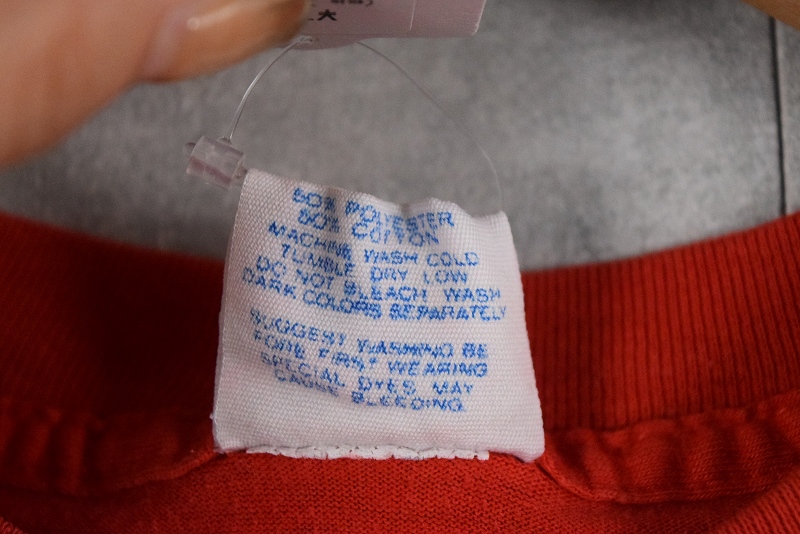 大
50% POLYESTER
50% COTTON
MACHINE WASH COLD
TUMBLE DRY LOW
DO NOT BLEACH WASH
DARK COLORS SEPARATELY
SUGGEST WASHING BE
FORE FIRST WEARING
SPECIAL DYES MAY
CAUSE BLEEDING